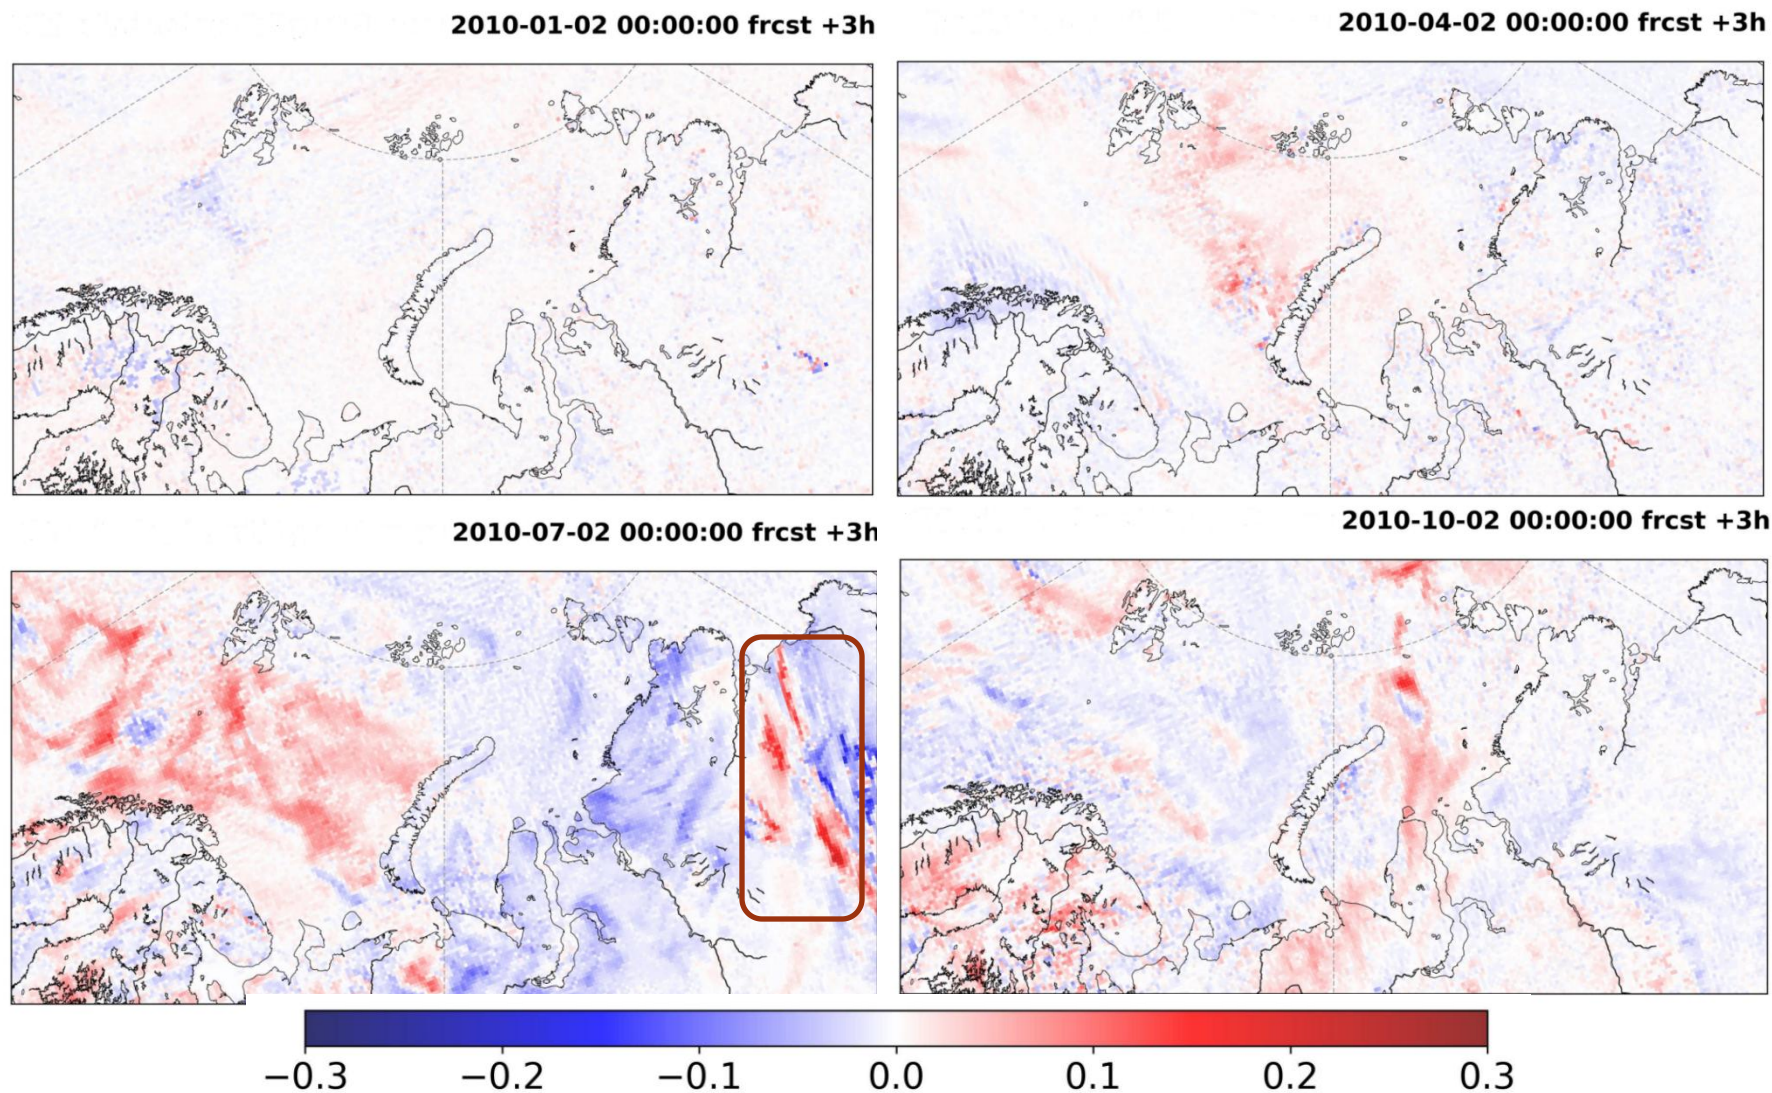 2010-01-02 00:00:00 frcst +3h
2010-04-02 00:00:00 frcst +3h
2010-07-02 00:00:00 frcst +3h
2010-10-02 00:00:00 frcst +3h
−0.3 −0.2 −0.1 0.0 0.1 0.2 0.3